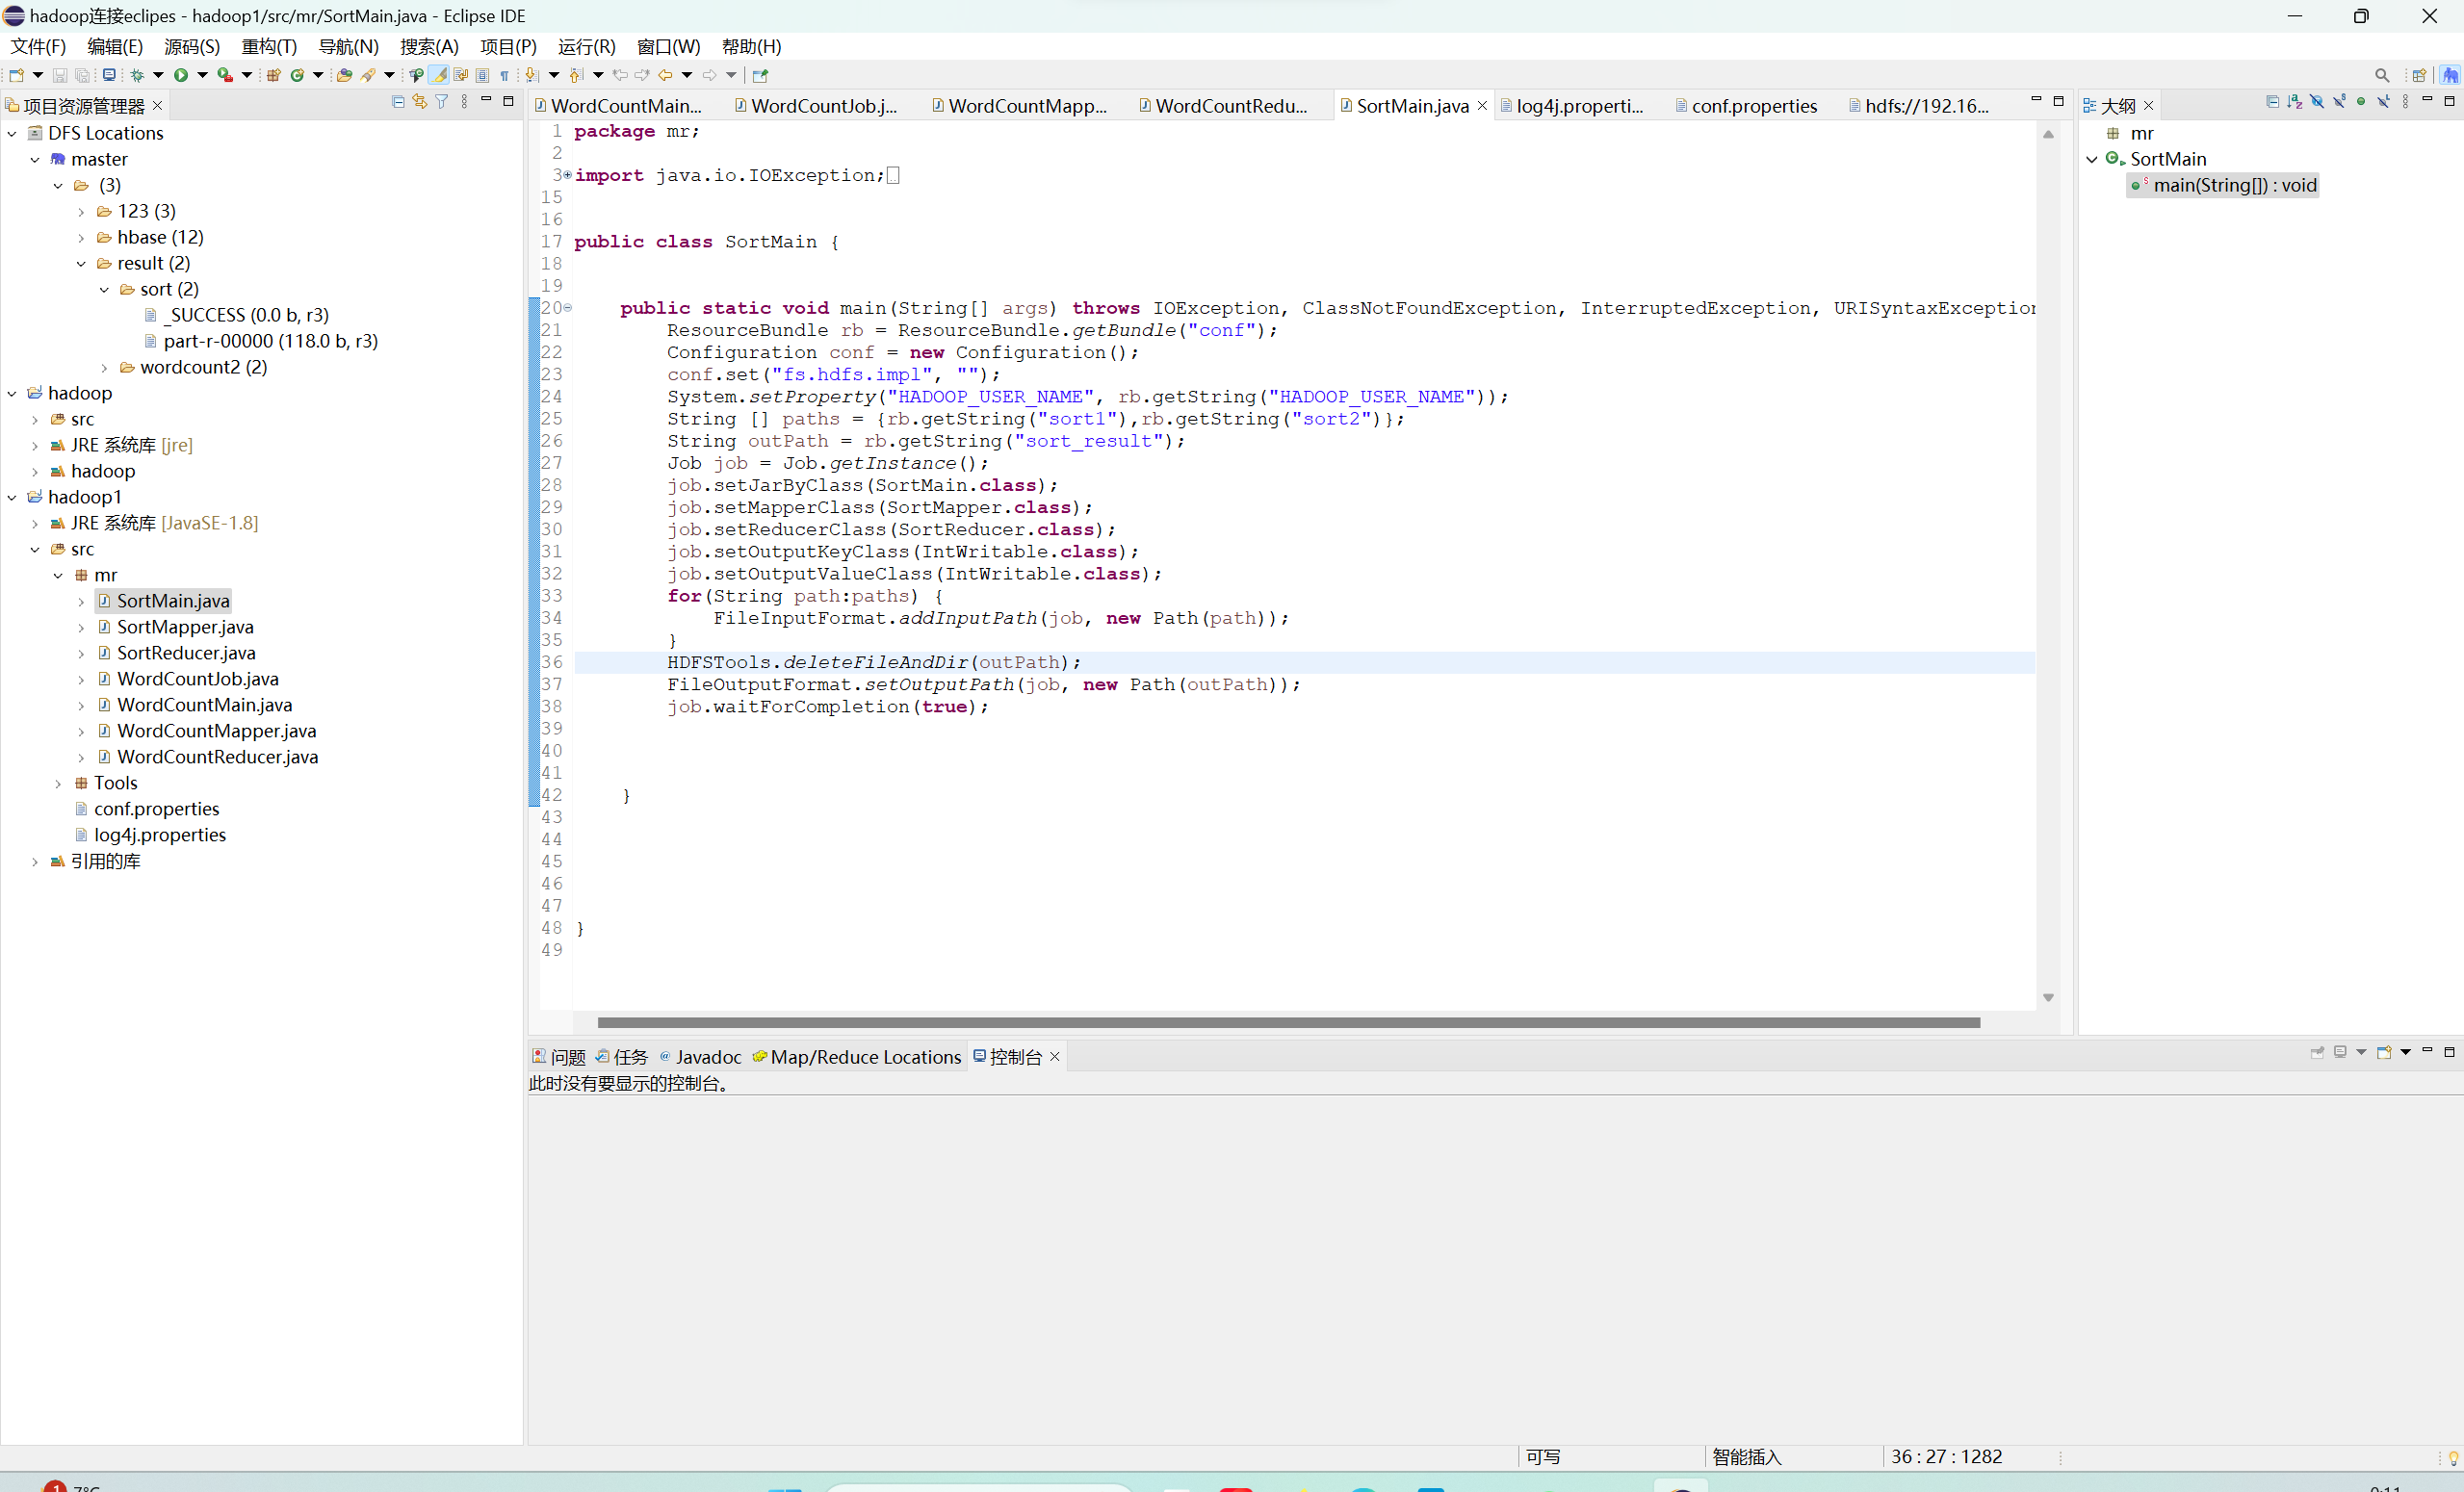 hadoop连接eclipes - hadoop1/src/mr/SortMain.java - Eclipse IDE
文件(F) 编辑(E) 源码(S) 重构(T) 导航(N) 搜索(A) 项目(P) 运行(R) 窗口(W) 帮助(H)
项目资源管理器
DFS Locations
master
(3)
123 (3)
hbase (12)
result (2)
sort (2)
_SUCCESS (0.0 b, r3)
part-r-00000 (118.0 b, r3)
wordcount2 (2)
hadoop
src
JRE 系统库 [jre]
hadoop
hadoop1
JRE 系统库 [JavaSE-1.8]
src
mr
SortMain.java
SortMapper.java
SortReducer.java
WordCountJob.java
WordCountMain.java
WordCountMapper.java
WordCountReducer.java
Tools
conf.properties
log4j.properties
引用的库
WordCountMain... WordCountJob.j... WordCountMapp... WordCountRedu... SortMain.java log4j.properti... conf.properties hdfs://192.16...
1 package mr;
2
3 import java.io.IOException;
15
16
17 public class SortMain {
18
19
20 public static void main(String[] args) throws IOException, ClassNotFoundException, InterruptedException, URISyntaxException
21 ResourceBundle rb = ResourceBundle.getBundle("conf");
22 Configuration conf = new Configuration();
23 conf.set("fs.hdfs.impl", "");
24 System.setProperty("HADOOP_USER_NAME", rb.getString("HADOOP_USER_NAME"));
25 String [] paths = {rb.getString("sort1"),rb.getString("sort2")};
26 String outPath = rb.getString("sort_result");
27 Job job = Job.getInstance();
28 job.setJarByClass(SortMain.class);
29 job.setMapperClass(SortMapper.class);
30 job.setReducerClass(SortReducer.class);
31 job.setOutputKeyClass(IntWritable.class);
32 job.setOutputValueClass(IntWritable.class);
33 for(String path:paths) {
34 FileInputFormat.addInputPath(job, new Path(path));
35 }
36 HDFSTools.deleteFileAndDir(outPath);
37 FileOutputFormat.setOutputPath(job, new Path(outPath));
38 job.waitForCompletion(true);
39
40
41
42 }
43
44
45
46
47
48 }
49
大纲
mr
SortMain
main(String[]) : void
问题 任务 Javadoc Map/Reduce Locations 控制台
此时没有要显示的控制台。
可写 智能插入 36 : 27 : 1282